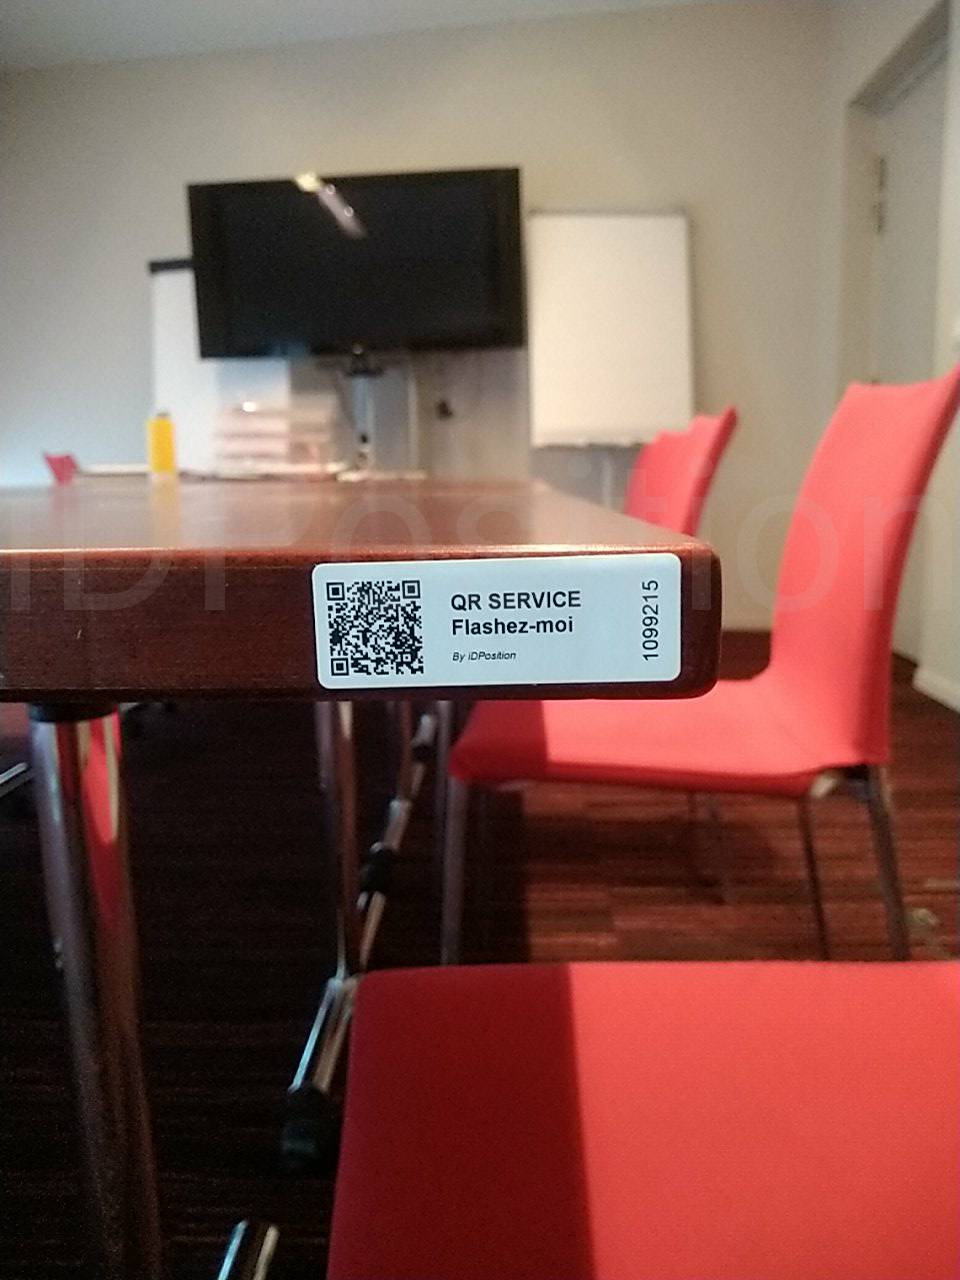 QR SERVICE
Flashez-moi
By iDPosition
1099215
iDPosition